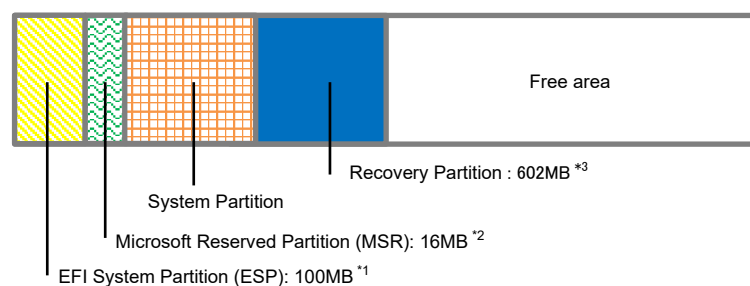 Free area
Recovery Partition : 602MB *3
System Partition
Microsoft Reserved Partition (MSR): 16MB *2
EFI System Partition (ESP): 100MB *1